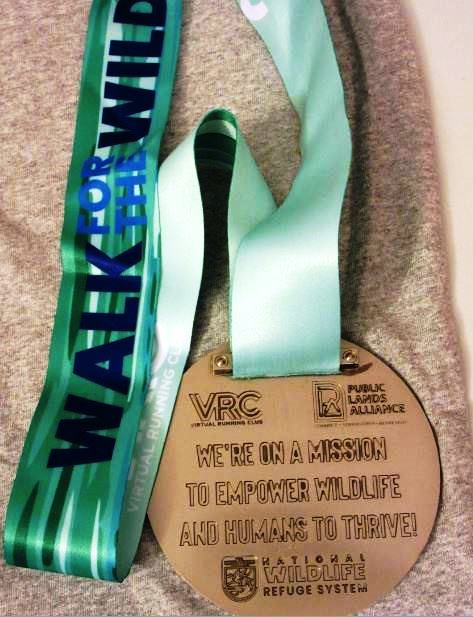 WALK FOR THE WILD
VIRTUAL RUNNING CL
VRC
VIRTUAL RUNNING CLUB
PUBLIC
LANDS
ALLIANCE
WE'RE ON A MISSION
TO EMPOWER WILDLIFE
AND HUMANS TO THRIVE!
NATIONAL
WILDLIFE
REFUGE SYSTEM